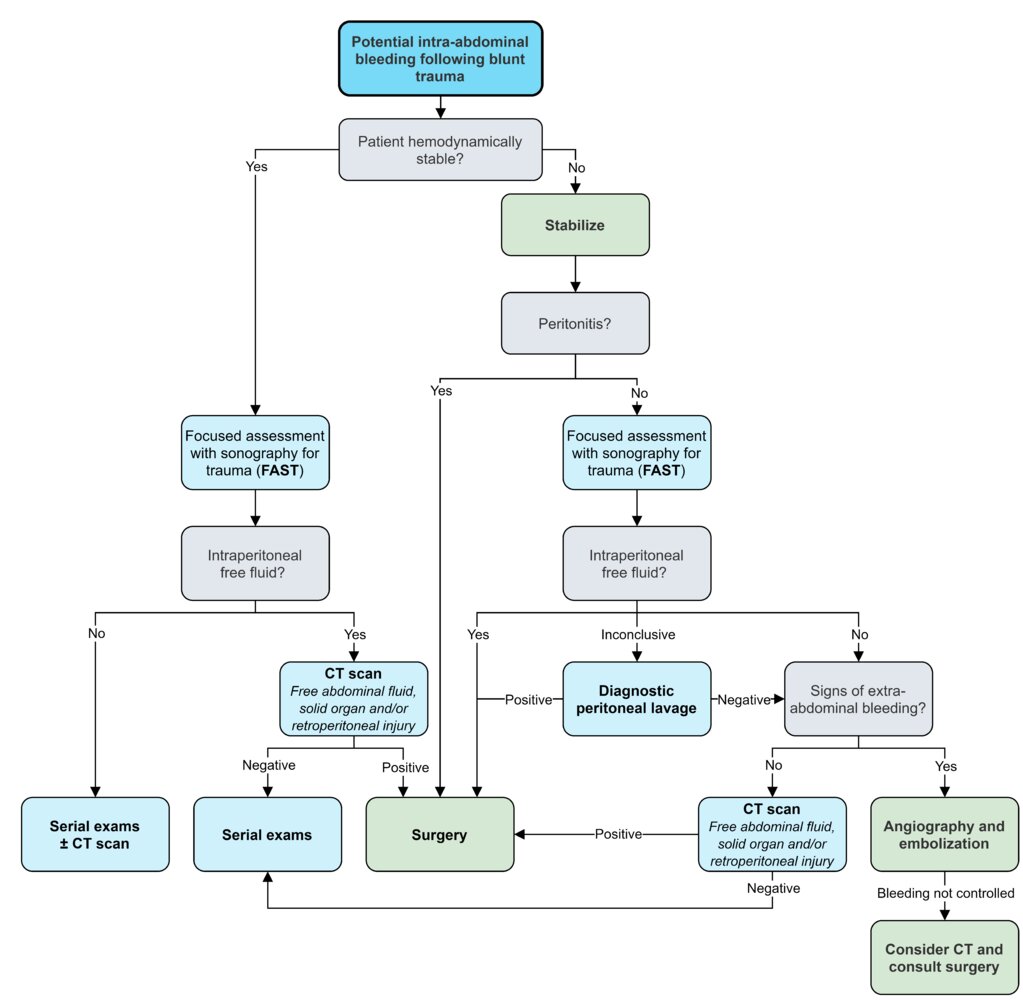 Potential intra-abdominal
bleeding following blunt
trauma
Patient hemodynamically
stable?
Yes
No
Stabilize
Peritonitis?
Yes
No
Focused assessment
with sonography for
trauma (FAST)
Focused assessment
with sonography for
trauma (FAST)
Intraperitoneal
free fluid?
Intraperitoneal
free fluid?
No
Yes
Yes
Inconclusive
No
CT scan
Free abdominal fluid,
solid organ and/or
retroperitoneal injury
Positive
Diagnostic
peritoneal lavage
Negative
Signs of extra-
abdominal bleeding?
Negative
Positive
No
Yes
Serial exams
± CT scan
Serial exams
Surgery
Positive
CT scan
Free abdominal fluid,
solid organ and/or
retroperitoneal injury
Angiography and
embolization
Negative
Bleeding not controlled
Consider CT and
consult surgery